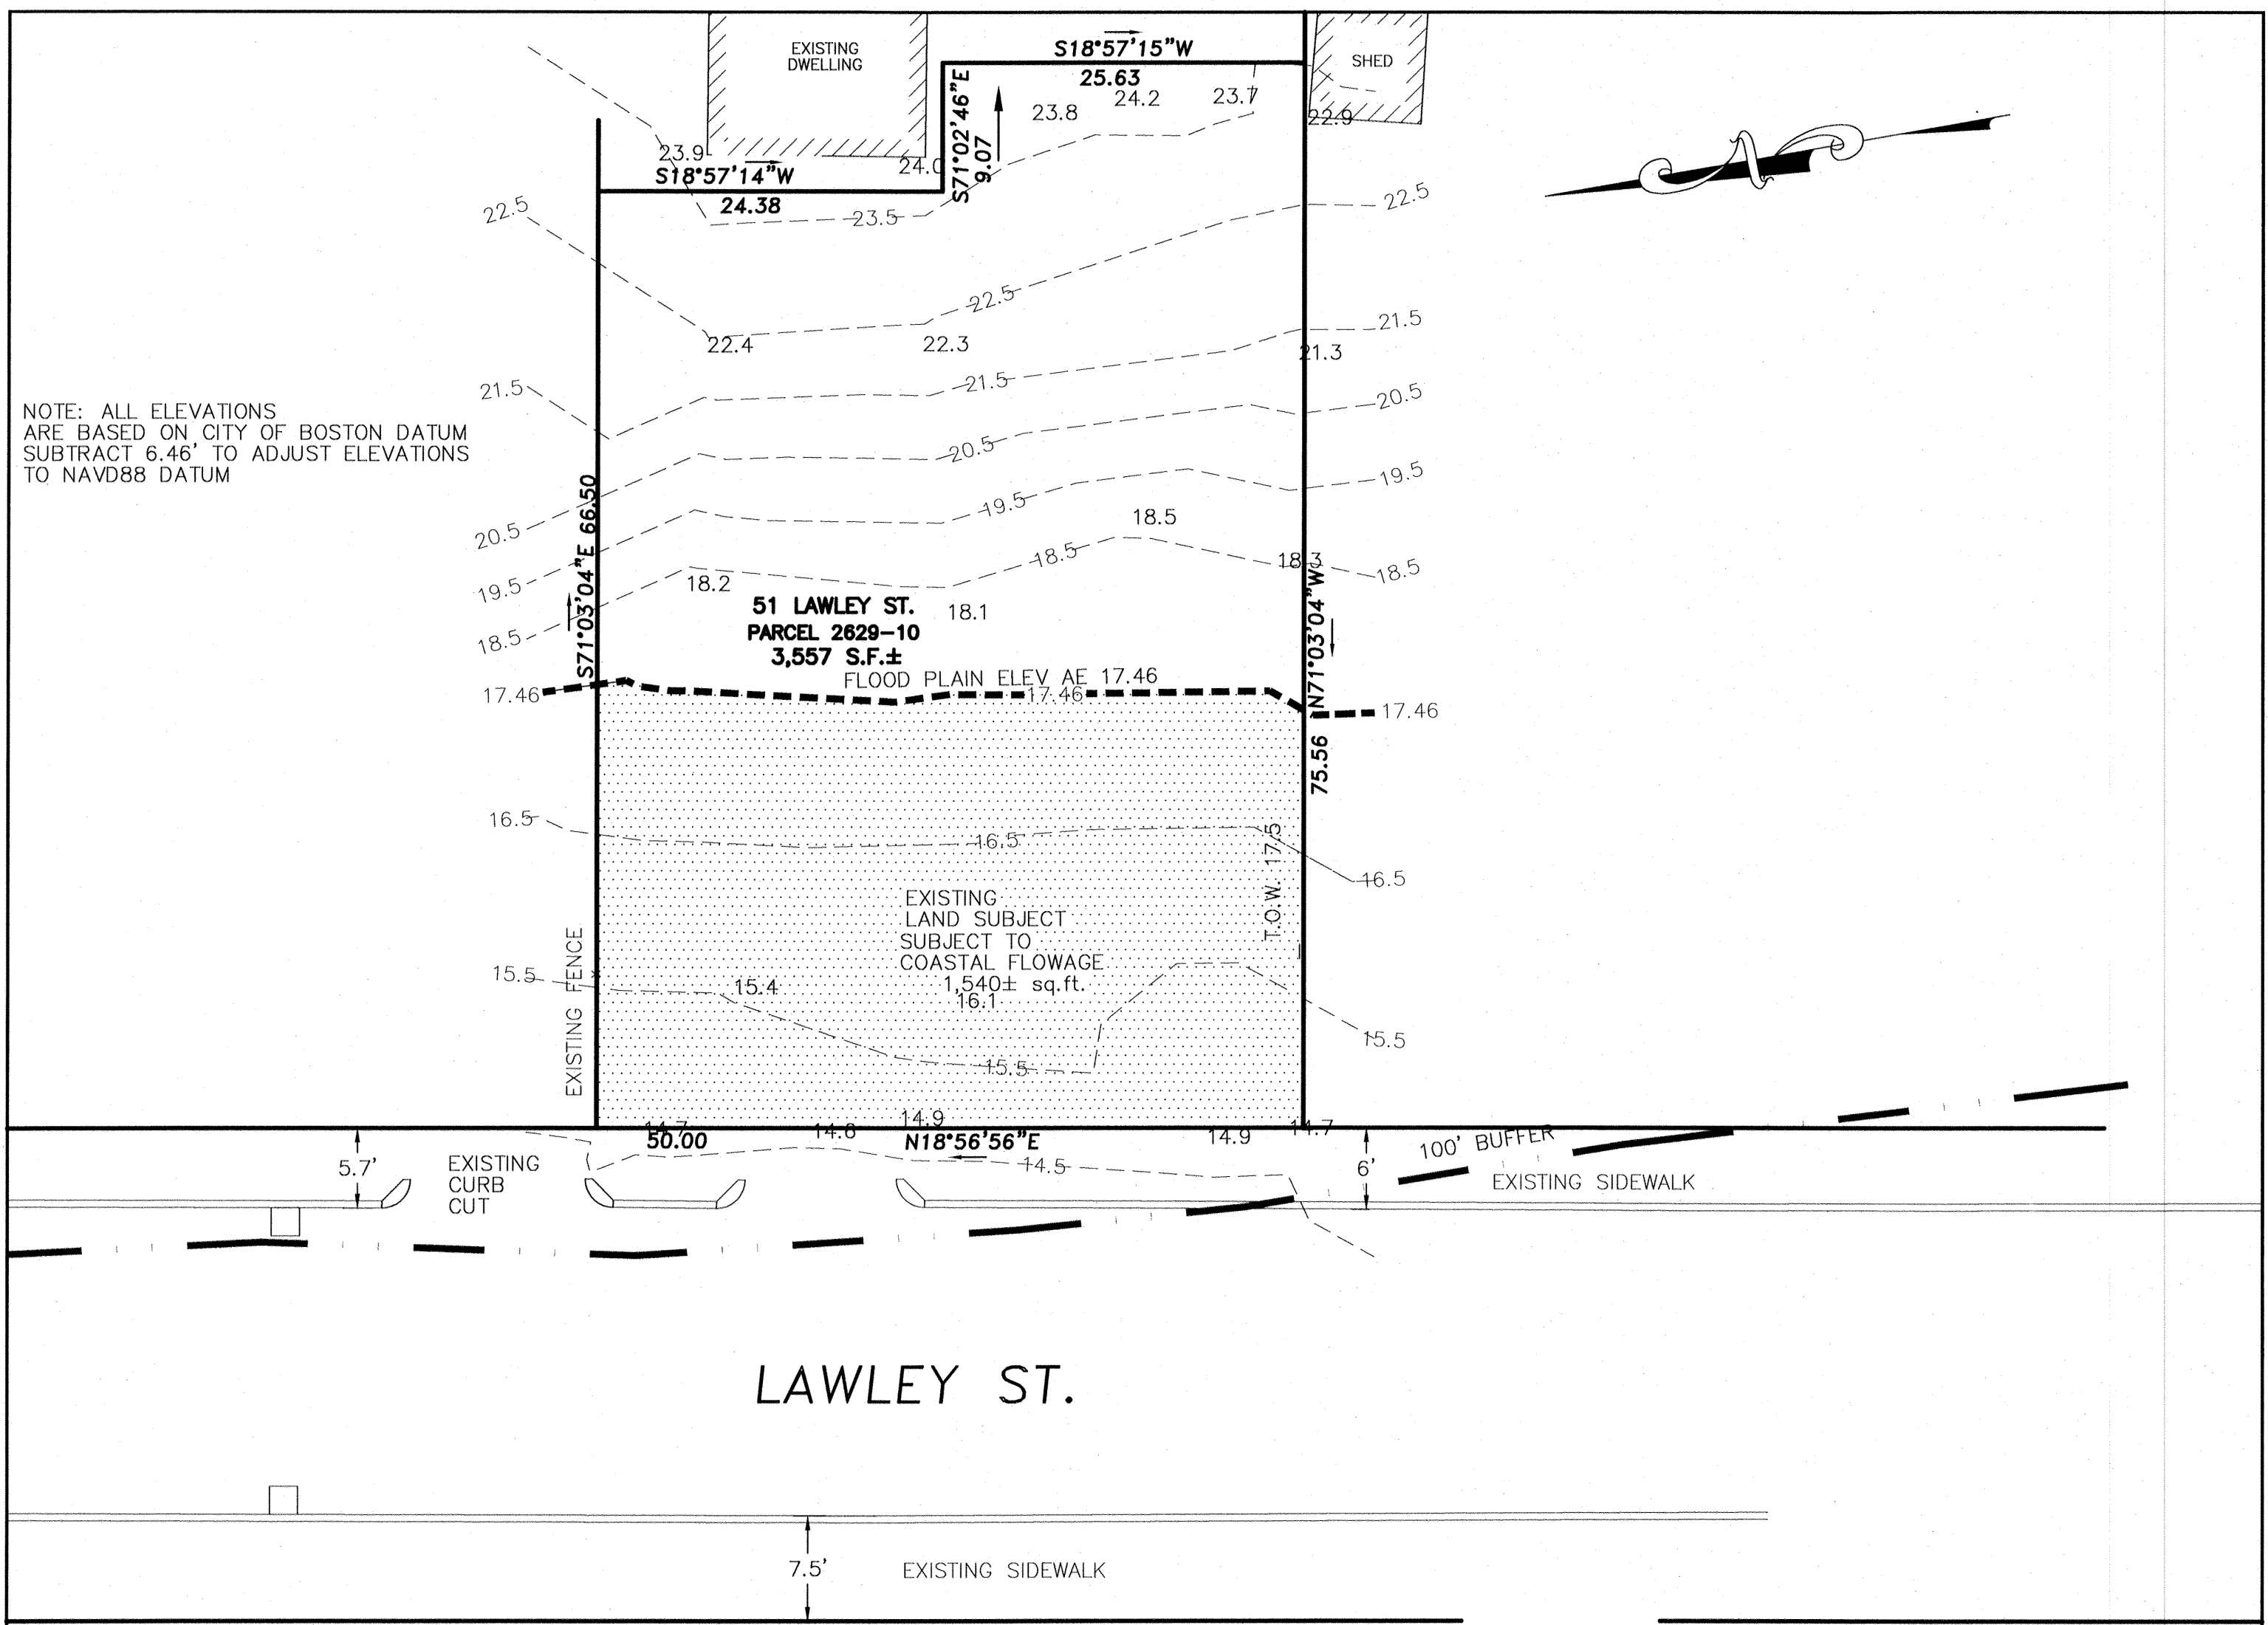 EXISTING
DWELLING
S18°57'15"W
25.63
SHED
S71°02'46"E
9.07
23.8
24.2
23.7
22.9
23.9
24.0
S18°57'14"W
24.38
N
22.5
23.5
22.5
22.5
22.4
22.3
21.5
21.3
21.5
21.5
20.5
NOTE: ALL ELEVATIONS
ARE BASED ON CITY OF BOSTON DATUM
SUBTRACT 6.46' TO ADJUST ELEVATIONS
TO NAVD88 DATUM
20.5
19.5
19.5
18.5
20.5
S71°03'04"E 66.50
18.5
18.3
18.5
19.5
18.2
18.1
18.5
51 LAWLEY ST.
PARCEL 2629-10
3,557 S.F.±
N71°03'04"W
75.56
FLOOD PLAIN ELEV AE 17.46
17.46
17.46
17.46
16.5
16.5
16.5
T.O.W. 17.5
EXISTING
LAND SUBJECT
SUBJECT TO
COASTAL FLOWAGE
1,540± sq.ft.
16.1
EXISTING FENCE
15.5
15.4
15.5
15.5
14.9
14.7
14.8
14.9
14.7
50.00
N18°56'56"E
14.5
5.7'
EXISTING
CURB
CUT
6'
100' BUFFER
EXISTING SIDEWALK
LAWLEY ST.
7.5'
EXISTING SIDEWALK